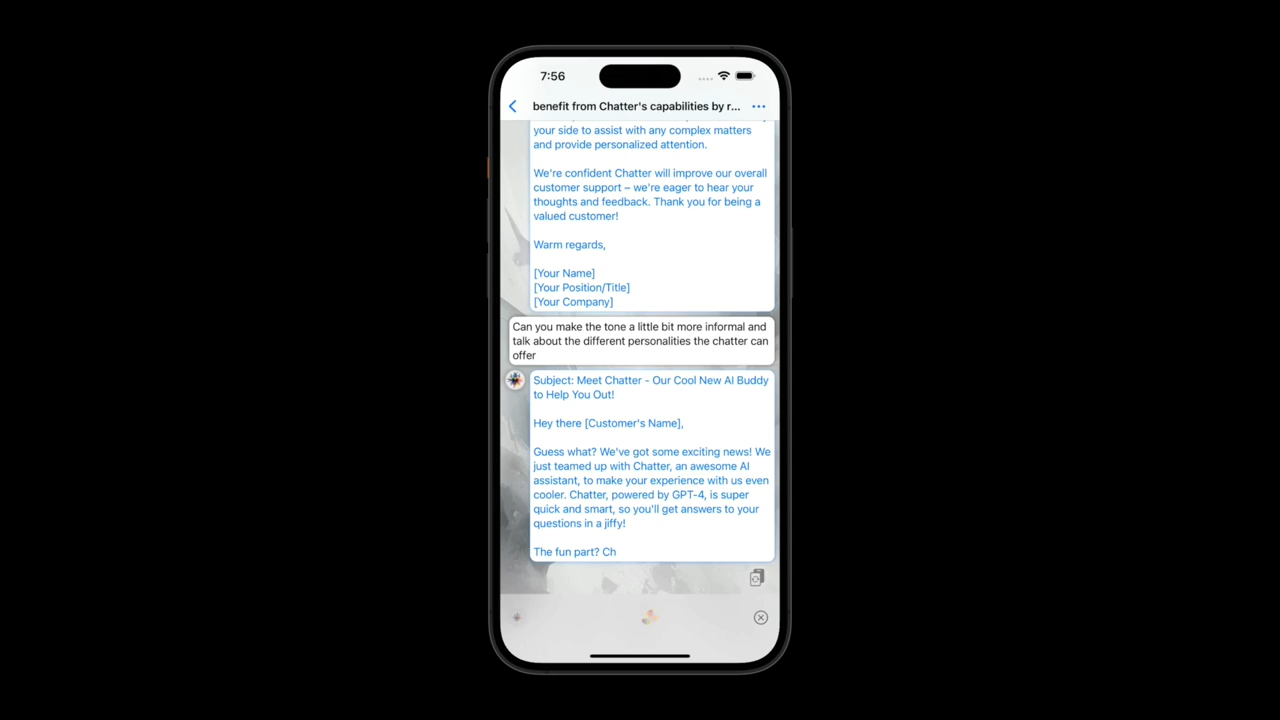 7:56
benefit from Chatter's capabilities by r...
your side to assist with any complex matters
and provide personalized attention.
We're confident Chatter will improve our overall
customer support – we're eager to hear your
thoughts and feedback. Thank you for being a
valued customer!
Warm regards,
[Your Name]
[Your Position/Title]
[Your Company]
Can you make the tone a little bit more informal and
talk about the different personalities the chatter can
offer
Subject: Meet Chatter - Our Cool New AI Buddy
to Help You Out!
Hey there [Customer's Name],
Guess what? We've got some exciting news! We
just teamed up with Chatter, an awesome AI
assistant, to make your experience with us even
cooler. Chatter, powered by GPT-4, is super
quick and smart, so you'll get answers to your
questions in a jiffy!
The fun part? Ch